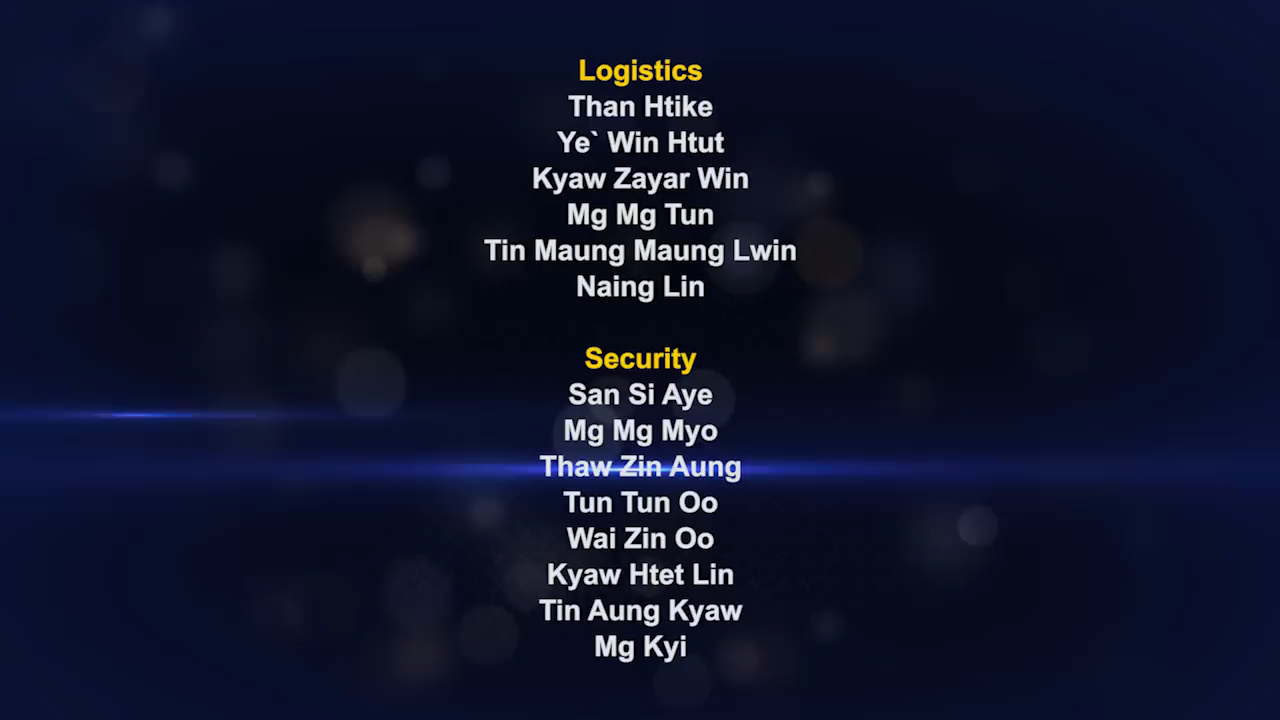 Logistics
Than Htike
Ye` Win Htut
Kyaw Zayar Win
Mg Mg Tun
Tin Maung Maung Lwin
Naing Lin
Security
San Si Aye
Mg Mg Myo
Thaw Zin Aung
Tun Tun Oo
Wai Zin Oo
Kyaw Htet Lin
Tin Aung Kyaw
Mg Kyi